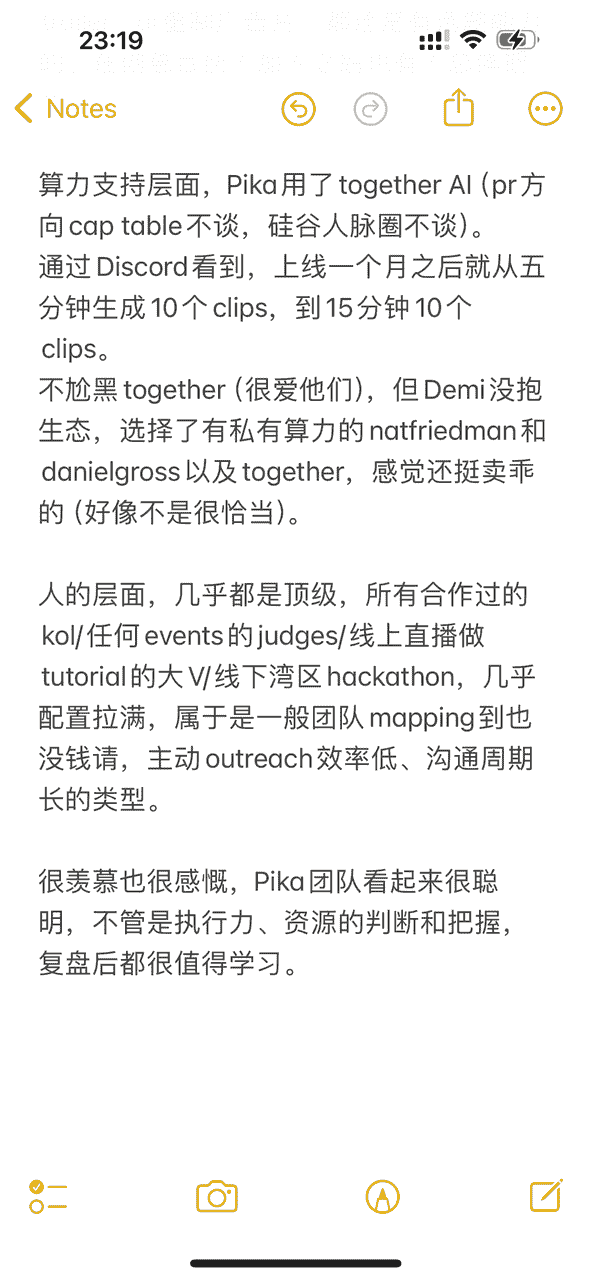 23:19
Notes
算力支持层面，Pika用了together AI（pr方
向cap table不谈，硅谷人脉圈不谈）。
通过Discord看到，上线一个月之后就从五
分钟生成10个clips，到15分钟10个
clips。
不尬黑together（很爱他们），但Demi没抱
生态，选择了有私有算力的natfriedman和
danielgross以及together，感觉还挺卖乖
的（好像不是很恰当）。
人的层面，几乎都是顶级，所有合作过的
kol/任何events的judges/线上直播做
tutorial的大V/线下湾区hackathon，几乎
配置拉满，属于是一般团队mapping到也
没钱请，主动outreach效率低、沟通周期
长的类型。
很羡慕也很感慨，Pika团队看起来很聪
明，不管是执行力、资源的判断和把握，
复盘后都很值得学习。